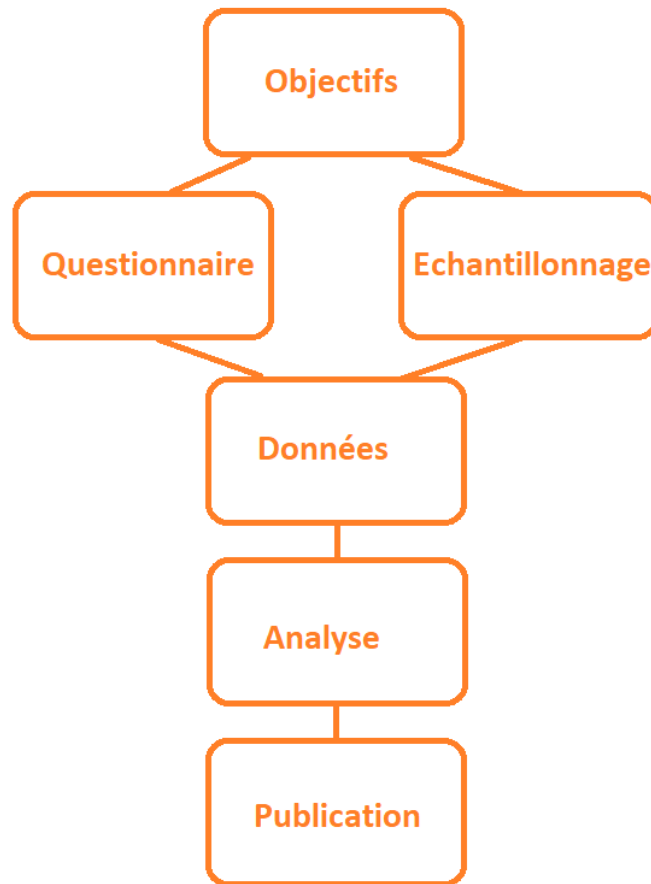 Objectifs
Questionnaire
Echantillonnage
Données
Analyse
Publication